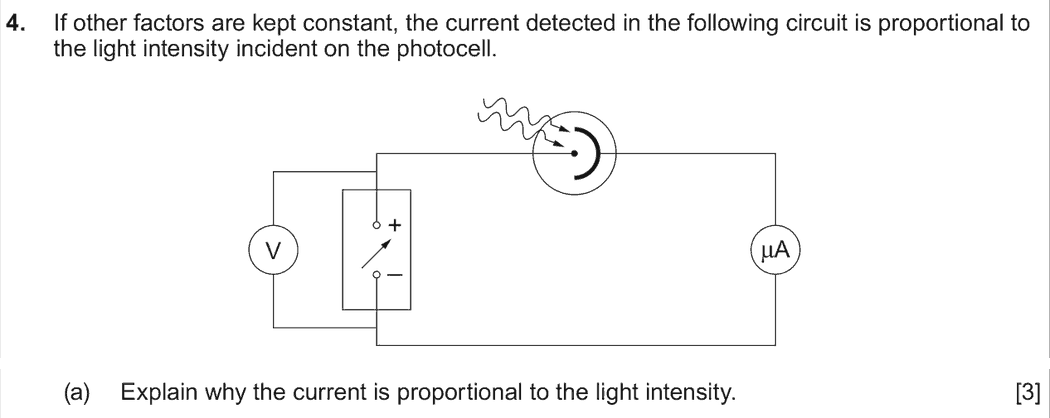 4. If other factors are kept constant, the current detected in the following circuit is proportional to
the light intensity incident on the photocell.
+
V
μA
−
(a) Explain why the current is proportional to the light intensity. [3]